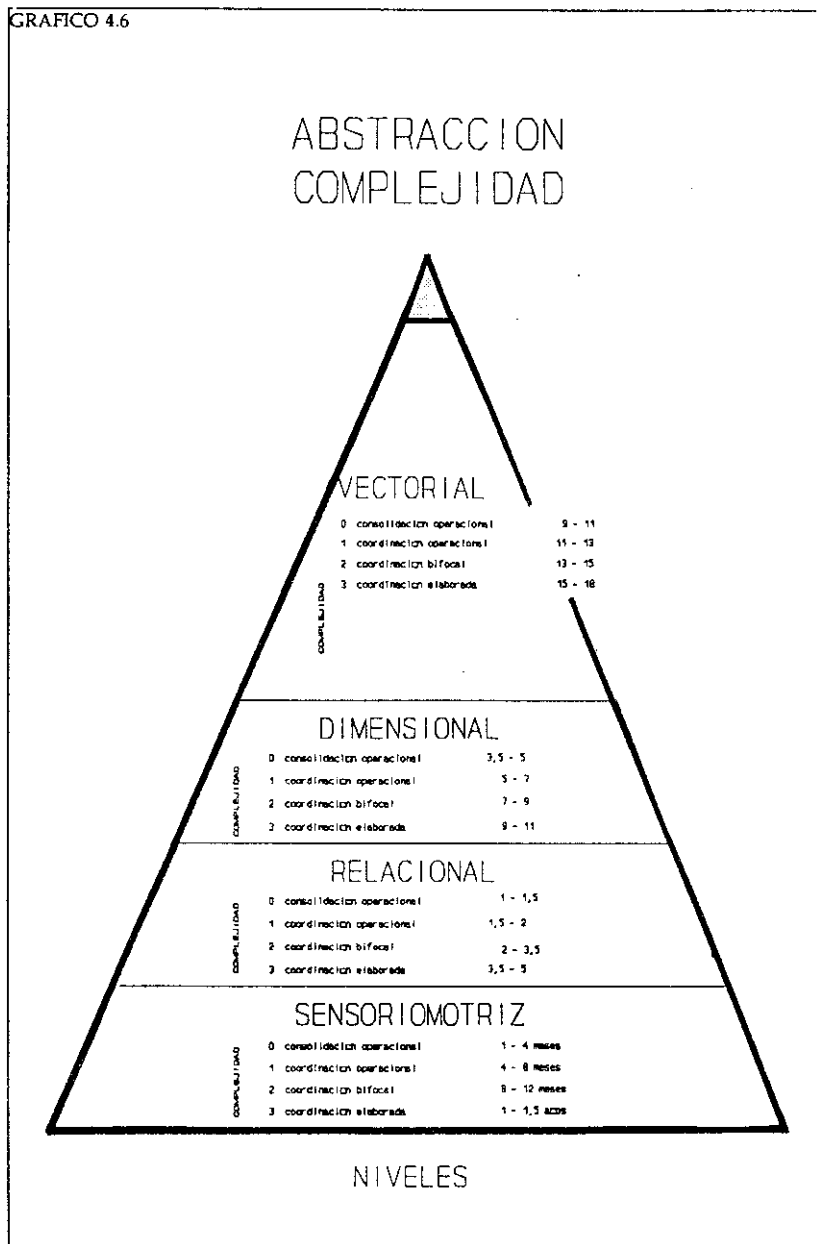 GRAFICO 4.6
ABSTRACCION
COMPLEJIDAD
VECTORIAL
0 consolidacion operacional 9 - 11
1 coordinacion operacional 11 - 13
2 coordinacion bifocal 13 - 15
3 coordinacion elaborada 15 - 18
COMPLEJIDAD
DIMENSIONAL
0 consolidacion operacional 3,5 - 5
1 coordinacion operacional 5 - 7
2 coordinacion bifocal 7 - 9
3 coordinacion elaborada 9 - 11
COMPLEJIDAD
RELACIONAL
0 consolidacion operacional 1 - 1,5
1 coordinacion operacional 1,5 - 2
2 coordinacion bifocal 2 - 3,5
3 coordinacion elaborada 3,5 - 5
COMPLEJIDAD
SENSORIOMOTRIZ
0 consolidacion operacional 1 - 4 meses
1 coordinacion operacional 4 - 8 meses
2 coordinacion bifocal 8 - 12 meses
3 coordinacion elaborada 1 - 1,5 anos
COMPLEJIDAD
NIVELES